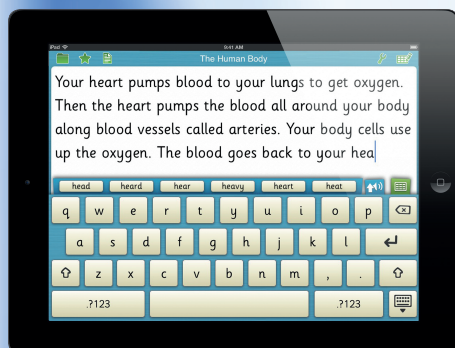 iPad 9:41 AM
The Human Body
Your heart pumps blood to your lungs to get oxygen.
Then the heart pumps the blood all around your body
along blood vessels called arteries. Your body cells use
up the oxygen. The blood goes back to your hea
head heard hear heavy heart heat
q w e r t y u i o p
a s d f g h j k l
z x c v b n m , .
.?123 .?123